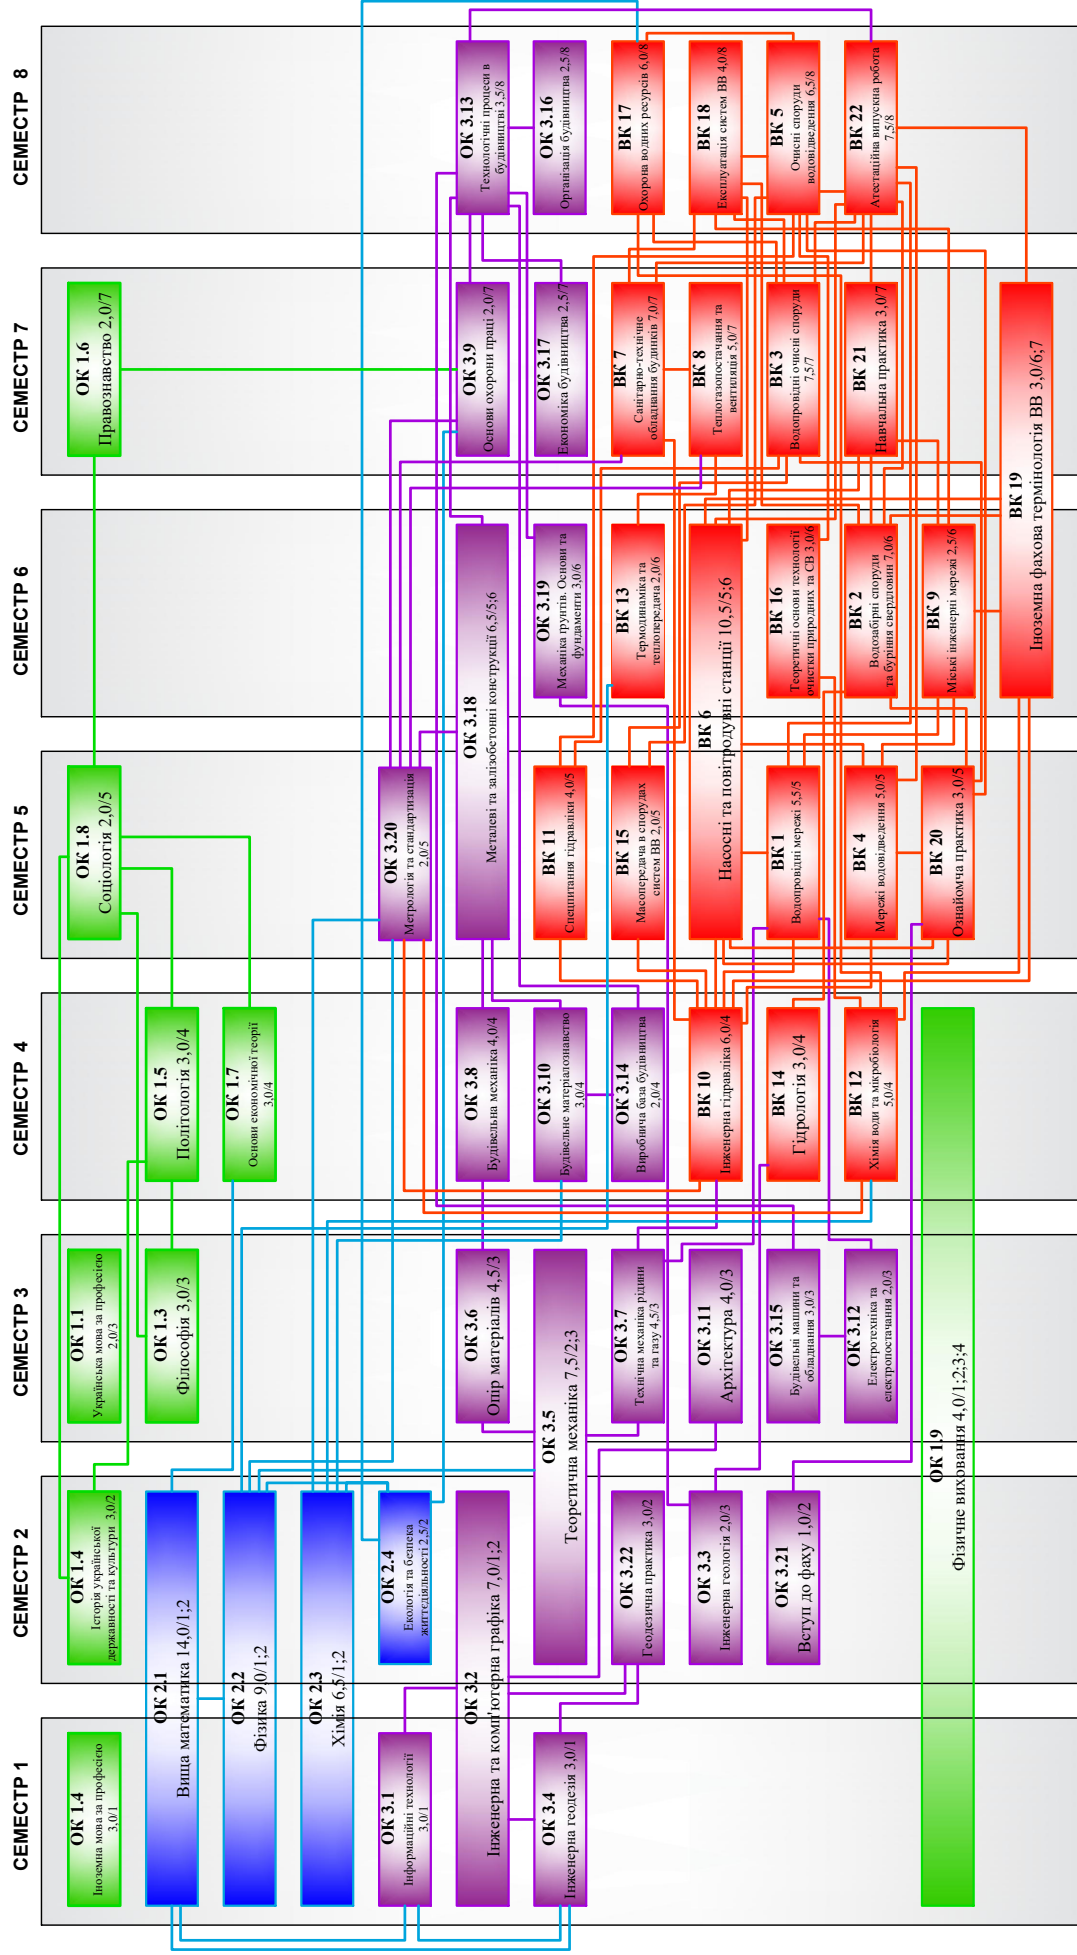 СЕМЕСТР 1
ОК 1.4
Іноземна мова за професією
3,0/1
ОК 2.1
Вища математика 14,0/1;2
ОК 2.2
Фізика 9,0/1;2
ОК 2.3
Хімія 6,5/1;2
ОК 3.1
Інформаційні технології
3,0/1
ОК 3.2
Інженерна та комп'ютерна графіка 7,0/1;2
ОК 3.4
Інженерна геодезія 3,0/1
ОК 1.9
Фізичне виховання 4,0/1;2;3;4
СЕМЕСТР 2
ОК 1.4
Історія української
державності та культури 3,0/2
ОК 2.4
Екологія та безпека
життєдіяльності 2,5/2
ОК 3.5
Теоретична механіка 7,5/2;3
ОК 3.22
Геодезична практика 3,0/2
ОК 3.3
Інженерна геологія 2,0/3
ОК 3.21
Вступ до фаху 1,0/2
СЕМЕСТР 3
ОК 1.1
Українська мова за професією
2,0/3
ОК 1.3
Філософія 3,0/3
ОК 3.6
Опір матеріалів 4,5/3
ОК 3.7
Технічна механіка рідини
та газу 4,5/3
ОК 3.11
Архітектура 4,0/3
ОК 3.15
Будівельні машини та
обладнання 3,0/3
ОК 3.12
Електротехніка та
електропостачання 2,0/3
СЕМЕСТР 4
ОК 1.5
Політологія 3,0/4
ОК 1.7
Основи економічної теорії
3,0/4
ОК 3.8
Будівельна механіка 4,0/4
ОК 3.10
Будівельне матеріалознавство
3,0/4
ОК 3.14
Виробнича база будівництва
2,0/4
ВК 10
Інженерна гідравліка 6,0/4
ВК 14
Гідрологія 3,0/4
ВК 12
Хімія води та мікробіологія
5,0/4
СЕМЕСТР 5
ОК 1.8
Соціологія 2,0/5
ОК 3.20
Метрологія та стандартизація
2,0/5
ОК 3.18
Металеві та залізобетонні конструкції 6,5/5;6
ВК 11
Спецпитання гідравліки 4,0/5
ВК 15
Масопередача в спорудах
систем ВВ 2,0/5
ВК 6
Насосні та повітродувні станції 10,5/5;6
ВК 1
Водопровідні мережі 5,5/5
ВК 4
Мережі водовідведення 5,0/5
ВК 20
Ознайомча практика 3,0/5
СЕМЕСТР 6
ОК 3.19
Механіка ґрунтів. Основи та
фундаменти 3,0/6
ВК 13
Термодинаміка та
теплопередача 2,0/6
ВК 16
Теоретичні основи технології
очистки природних та СВ 3,0/6
ВК 2
Водозабірні споруди
та буріння свердловин 7,0/6
ВК 9
Міські інженерні мережі 2,5/6
ВК 19
Іноземна фахова термінологія ВВ 3,0/6;7
СЕМЕСТР 7
ОК 1.6
Правознавство 2,0/7
ОК 3.9
Основи охорони праці 2,0/7
ОК 3.17
Економіка будівництва 2,5/7
ВК 7
Санітарно-технічне
обладнання будинків 7,0/7
ВК 8
Теплогазопостачання та
вентиляція 5,0/7
ВК 3
Водопровідні очисні споруди
7,5/7
ВК 21
Навчальна практика 3,0/7
СЕМЕСТР 8
ОК 3.13
Технологічні процеси в
будівництві 3,5/8
ОК 3.16
Організація будівництва 2,5/8
ВК 17
Охорона водних ресурсів 6,0/8
ВК 18
Експлуатація систем ВВ 4,0/8
ВК 5
Очисні споруди
водовідведення 6,5/8
ВК 22
Атестаційна випускна робота
7,5/8